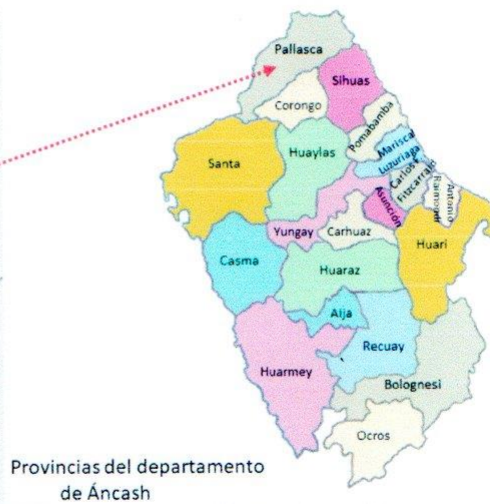 Pallasca
Sihuas
Corongo
Pomabamba
Santa
Huaylas
Mariscal
Luzuriaga
Carlos F
Fitzcarrald
Antonio
Raimondi
Asunción
Yungay
Carhuaz
Huari
Casma
Huaraz
Aija
Recuay
Huarmey
Bolognesi
Ocros
Provincias del departamento
de Áncash